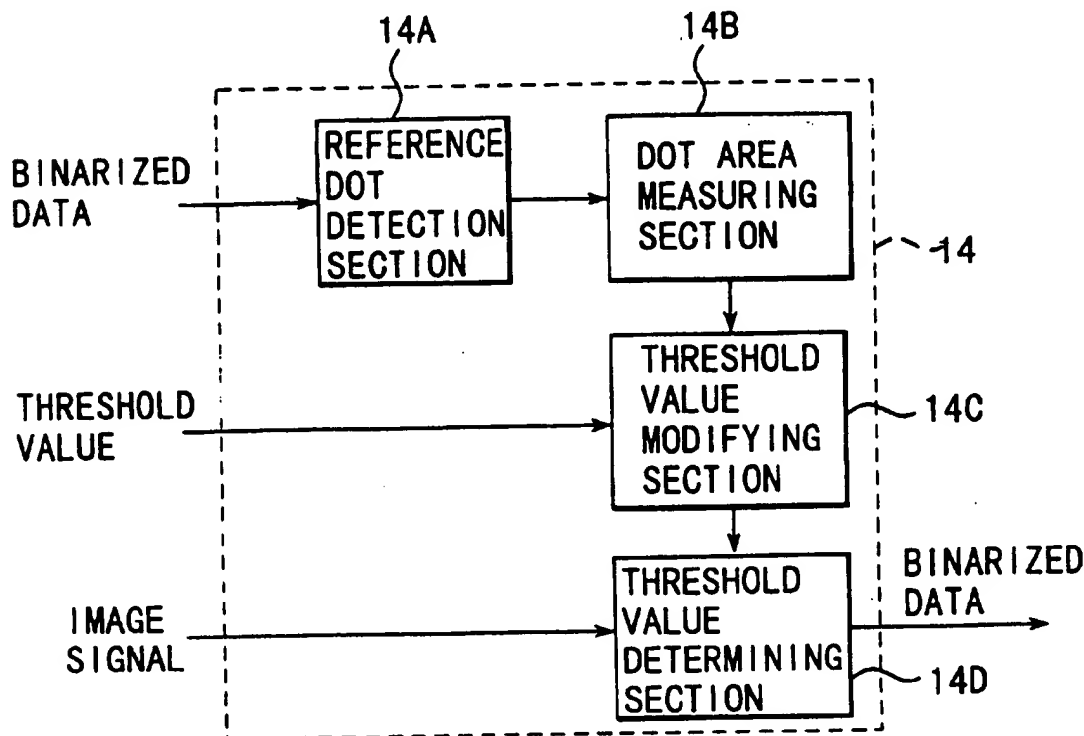 14A
14B
REFERENCE
DOT
DETECTION
SECTION
DOT AREA
MEASURING
SECTION
BINARIZED
DATA
14
THRESHOLD
VALUE
MODIFYING
SECTION
THRESHOLD
VALUE
14C
THRESHOLD
VALUE
DETERMINING
SECTION
BINARIZED
DATA
IMAGE
SIGNAL
14D